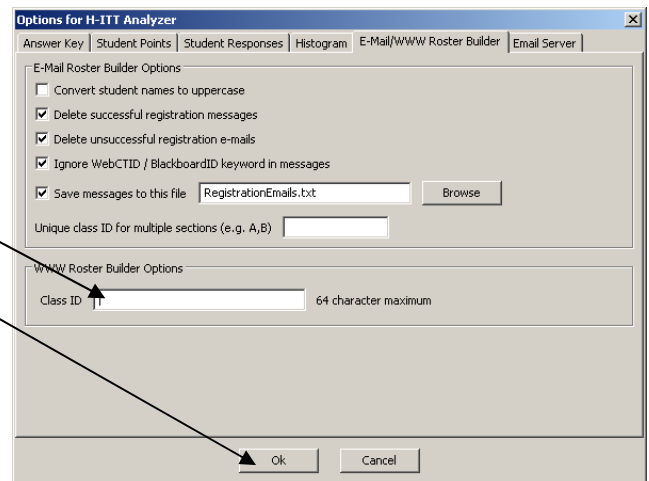 Options for H-ITT Analyzer
Answer Key Student Points Student Responses Histogram E-Mail/WWW Roster Builder Email Server
E-Mail Roster Builder Options
Convert student names to uppercase
Delete successful registration messages
Delete unsuccessful registration e-mails
Ignore WebCTID / BlackboardID keyword in messages
Save messages to this file RegistrationEmails.txt Browse
Unique class ID for multiple sections (e.g. A,B)
WWW Roster Builder Options
Class ID 64 character maximum
Ok Cancel